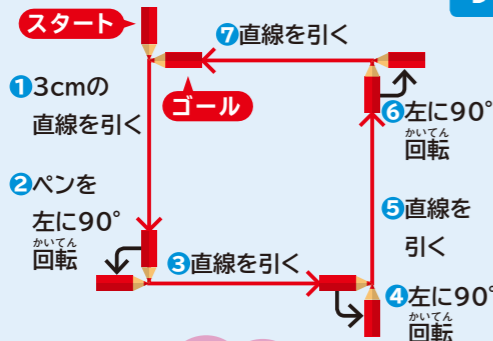 スタート
❶3cmの
直線を引く
❷ペンを
左に90°
かいてん
回転
❸直線を引く
❹左に90°
かいてん
回転
❺直線を
引く
❻左に90°
かいてん
回転
❼直線を引く
ゴール